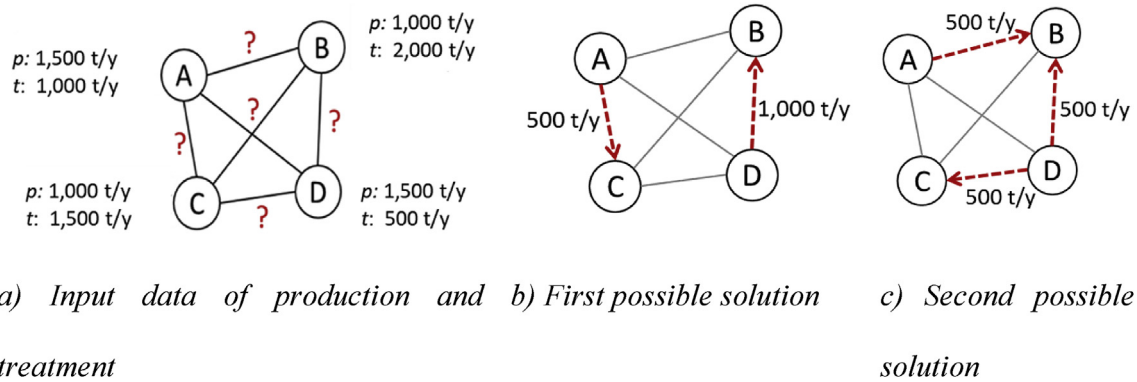 p: 1,500 t/y
t: 1,000 t/y
A
?
B
p: 1,000 t/y
t: 2,000 t/y
?
?
?
p: 1,000 t/y
t: 1,500 t/y
C
?
D
p: 1,500 t/y
t: 500 t/y
A
B
500 t/y
1,000 t/y
C
D
500 t/y
A
B
500 t/y
C
D
500 t/y
a) Input data of production and
treatment
b) First possible solution
c) Second possible
solution